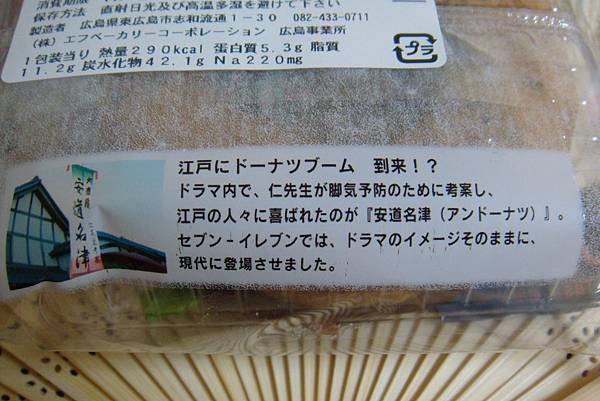 保存方法 直射日光及び高温多湿を避けて下さい
製造者 広島県東広島市志和流通1-30 082-433-0711
(株)エフベーカリーコーポレーション 広島事業所
1包装当り 熱量290kcal 蛋白質5.3g 脂質
11.2g 炭水化物42.1g Na220mg
プラ
江戸にドーナツブーム 到来!?
ドラマ内で、仁先生が脚気予防のために考案し、
江戸の人々に喜ばれたのが『安道名津(アンドーナツ)』。
セブン-イレブンでは、ドラマのイメージそのままに、
現代に登場させました。
安道名津